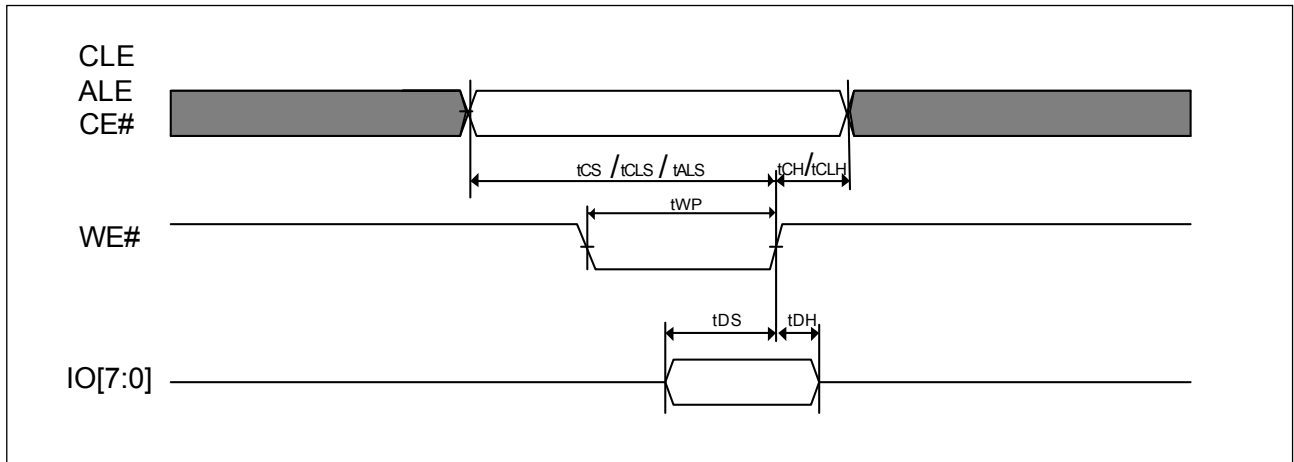 CLE
ALE
CE#
tCS / tCLS / tALS
tCH/tCLH
tWP
WE#
tDS
tDH
IO[7:0]